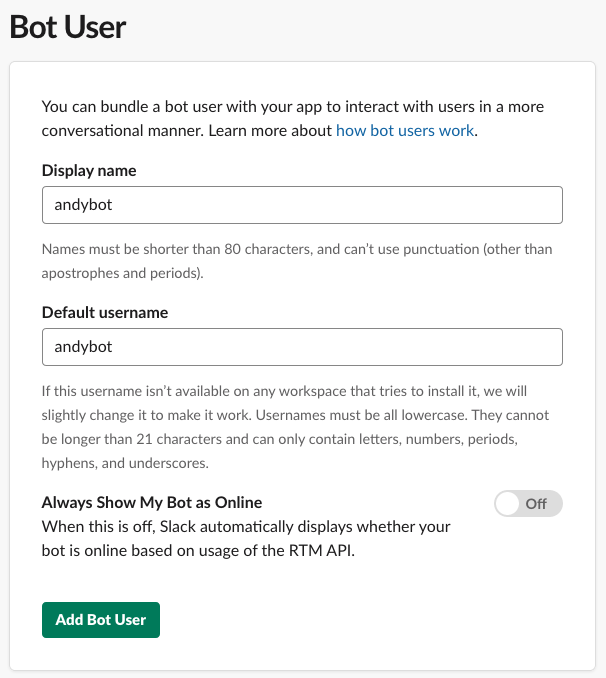 Bot User
You can bundle a bot user with your app to interact with users in a more
conversational manner. Learn more about how bot users work.
Display name
andybot
Names must be shorter than 80 characters, and can’t use punctuation (other than
apostrophes and periods).
Default username
andybot
If this username isn’t available on any workspace that tries to install it, we will
slightly change it to make it work. Usernames must be all lowercase. They cannot
be longer than 21 characters and can only contain letters, numbers, periods,
hyphens, and underscores.
Always Show My Bot as Online
Off
When this is off, Slack automatically displays whether your
bot is online based on usage of the RTM API.
Add Bot User